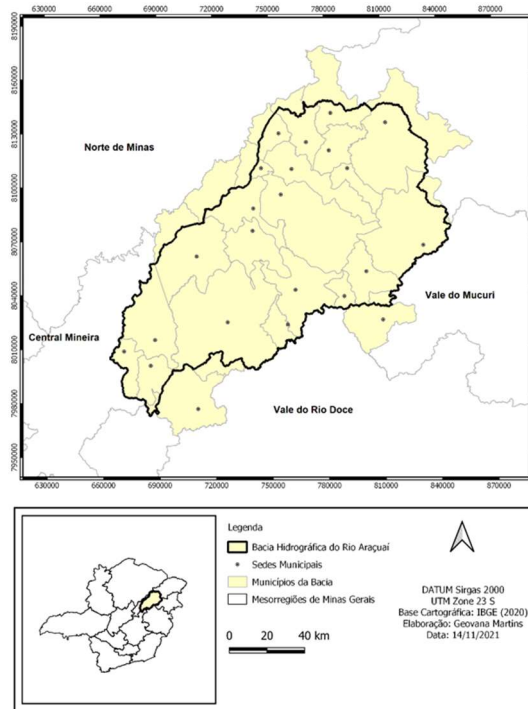 630000 660000 690000 720000 750000 780000 810000 840000 870000
8190000
8160000
8130000
8100000
8070000
8040000
8010000
7980000
7950000
Norte de Minas
Vale do Mucuri
Central Mineira
Vale do Rio Doce
630000 660000 690000 720000 750000 780000 810000 840000 870000
Legenda
Bacia Hidrográfica do Rio Araçuaí
Sedes Municipais
Municípios da Bacia
Mesorregiões de Minas Gerais
0 20 40 km
DATUM Sirgas 2000
UTM Zone 23 S
Base Cartográfica: IBGE (2020)
Elaboração: Geovana Martins
Data: 14/11/2021